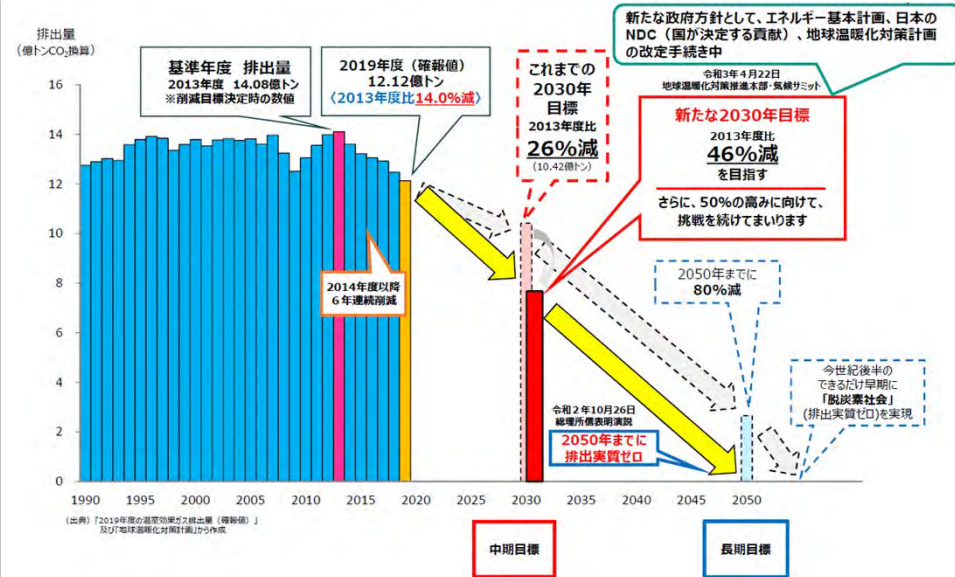 排出量
（億トンCO₂換算）
新たな政府方針として、エネルギー基本計画、日本の
NDC（国が決定する貢献）、地球温暖化対策計画
の改定手続き中
令和3年４月22日
地球温暖化対策推進本部・気候サミット
基準年度 排出量
2013年度 14.08億トン
※削減目標決定時の数値
2019年度（確報値）
12.12億トン
〈2013年度比14.0%減〉
これまでの
2030年
目標
2013年度比
26%減
(10.42億トン)
新たな2030年目標
2013年度比
46%減
を目指す
さらに、50%の高みに向けて、
挑戦を続けてまいります
16
14
12
10
8
6
4
2
0
2014年度以降
６年連続削減
2050年までに
80%減
今世紀後半の
できるだけ早期に
「脱炭素社会」
(排出実質ゼロ)を実現
令和２年10月26日
総理所信表明演説
2050年までに
排出実質ゼロ
1990 1995 2000 2005 2010 2015 2020 2025 2030 2035 2040 2045 2050
（出典）「2019年度の温室効果ガス排出量（確報値）」
及び「地球温暖化対策計画」から作成
中期目標
長期目標